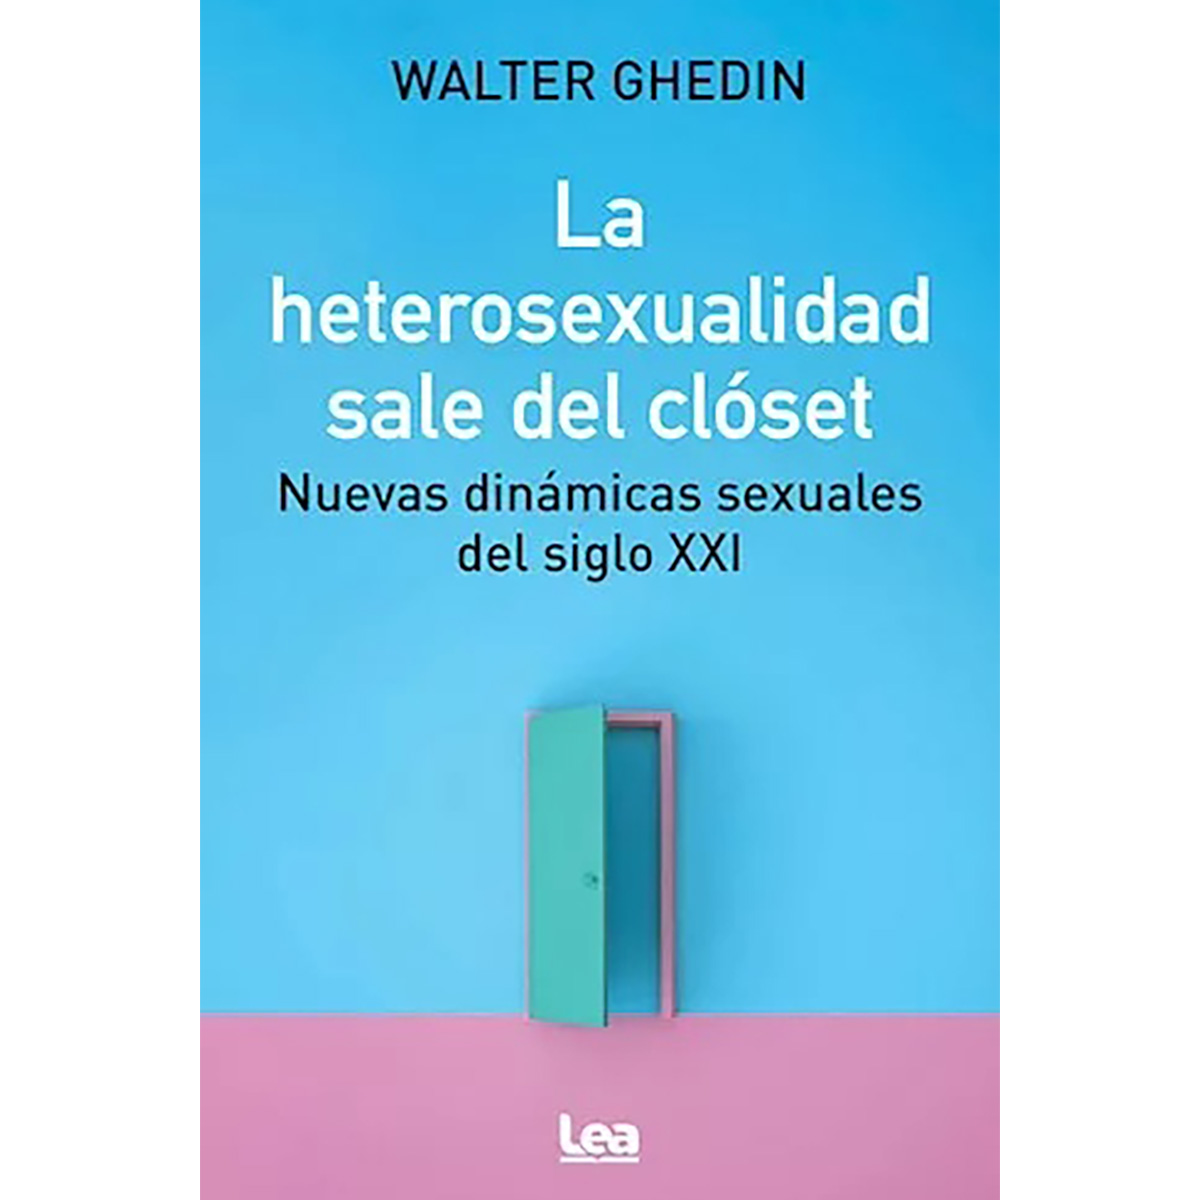 WALTER GHEDIN
La
heterosexualidad
sale del clóset
Nuevas dinámicas sexuales
del siglo XXI
Lea